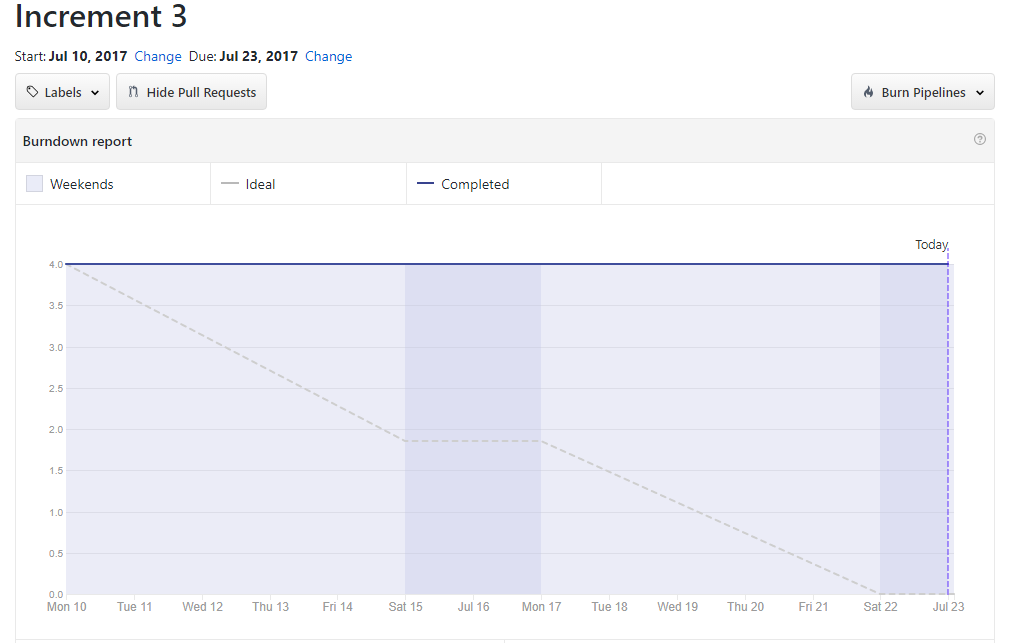 Increment 3
Start: Jul 10, 2017 Change Due: Jul 23, 2017 Change
Labels Hide Pull Requests Burn Pipelines
Burndown report ?
Weekends Ideal Completed
Today
4.0
3.5
3.0
2.5
2.0
1.5
1.0
0.5
0.0
Mon 10 Tue 11 Wed 12 Thu 13 Fri 14 Sat 15 Jul 16 Mon 17 Tue 18 Wed 19 Thu 20 Fri 21 Sat 22 Jul 23